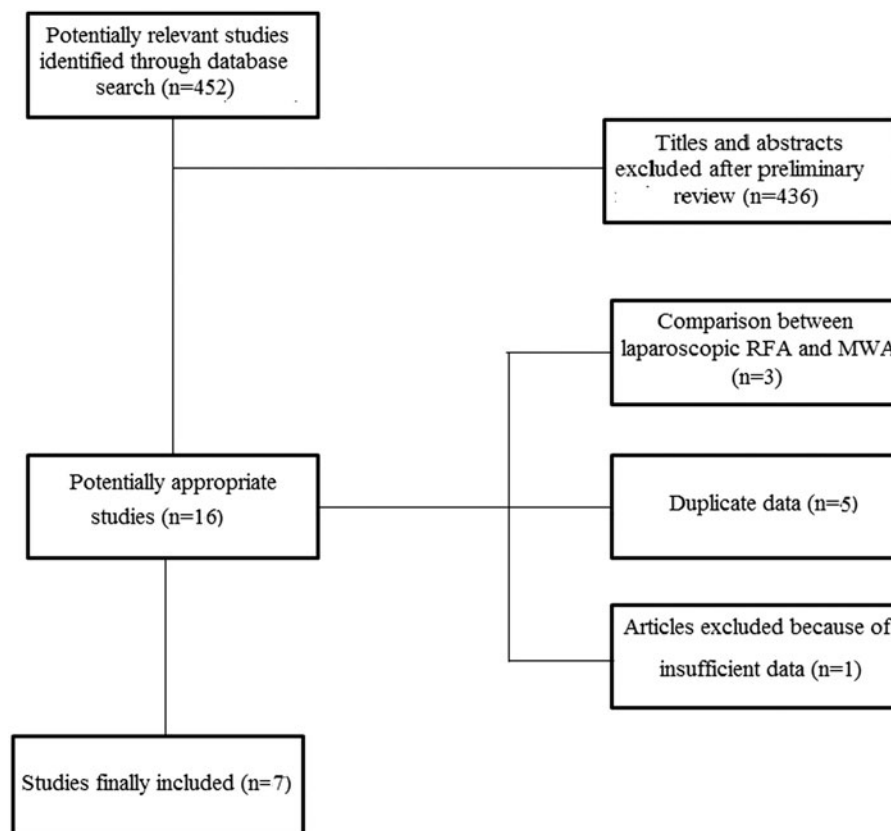 Potentially relevant studies
identified through database
search (n=452)
Titles and abstracts
excluded after preliminary
review (n=436)
Comparison between
laparoscopic RFA and MWA
(n=3)
Potentially appropriate
studies (n=16)
Duplicate data (n=5)
Articles excluded because of
insufficient data (n=1)
Studies finally included (n=7)